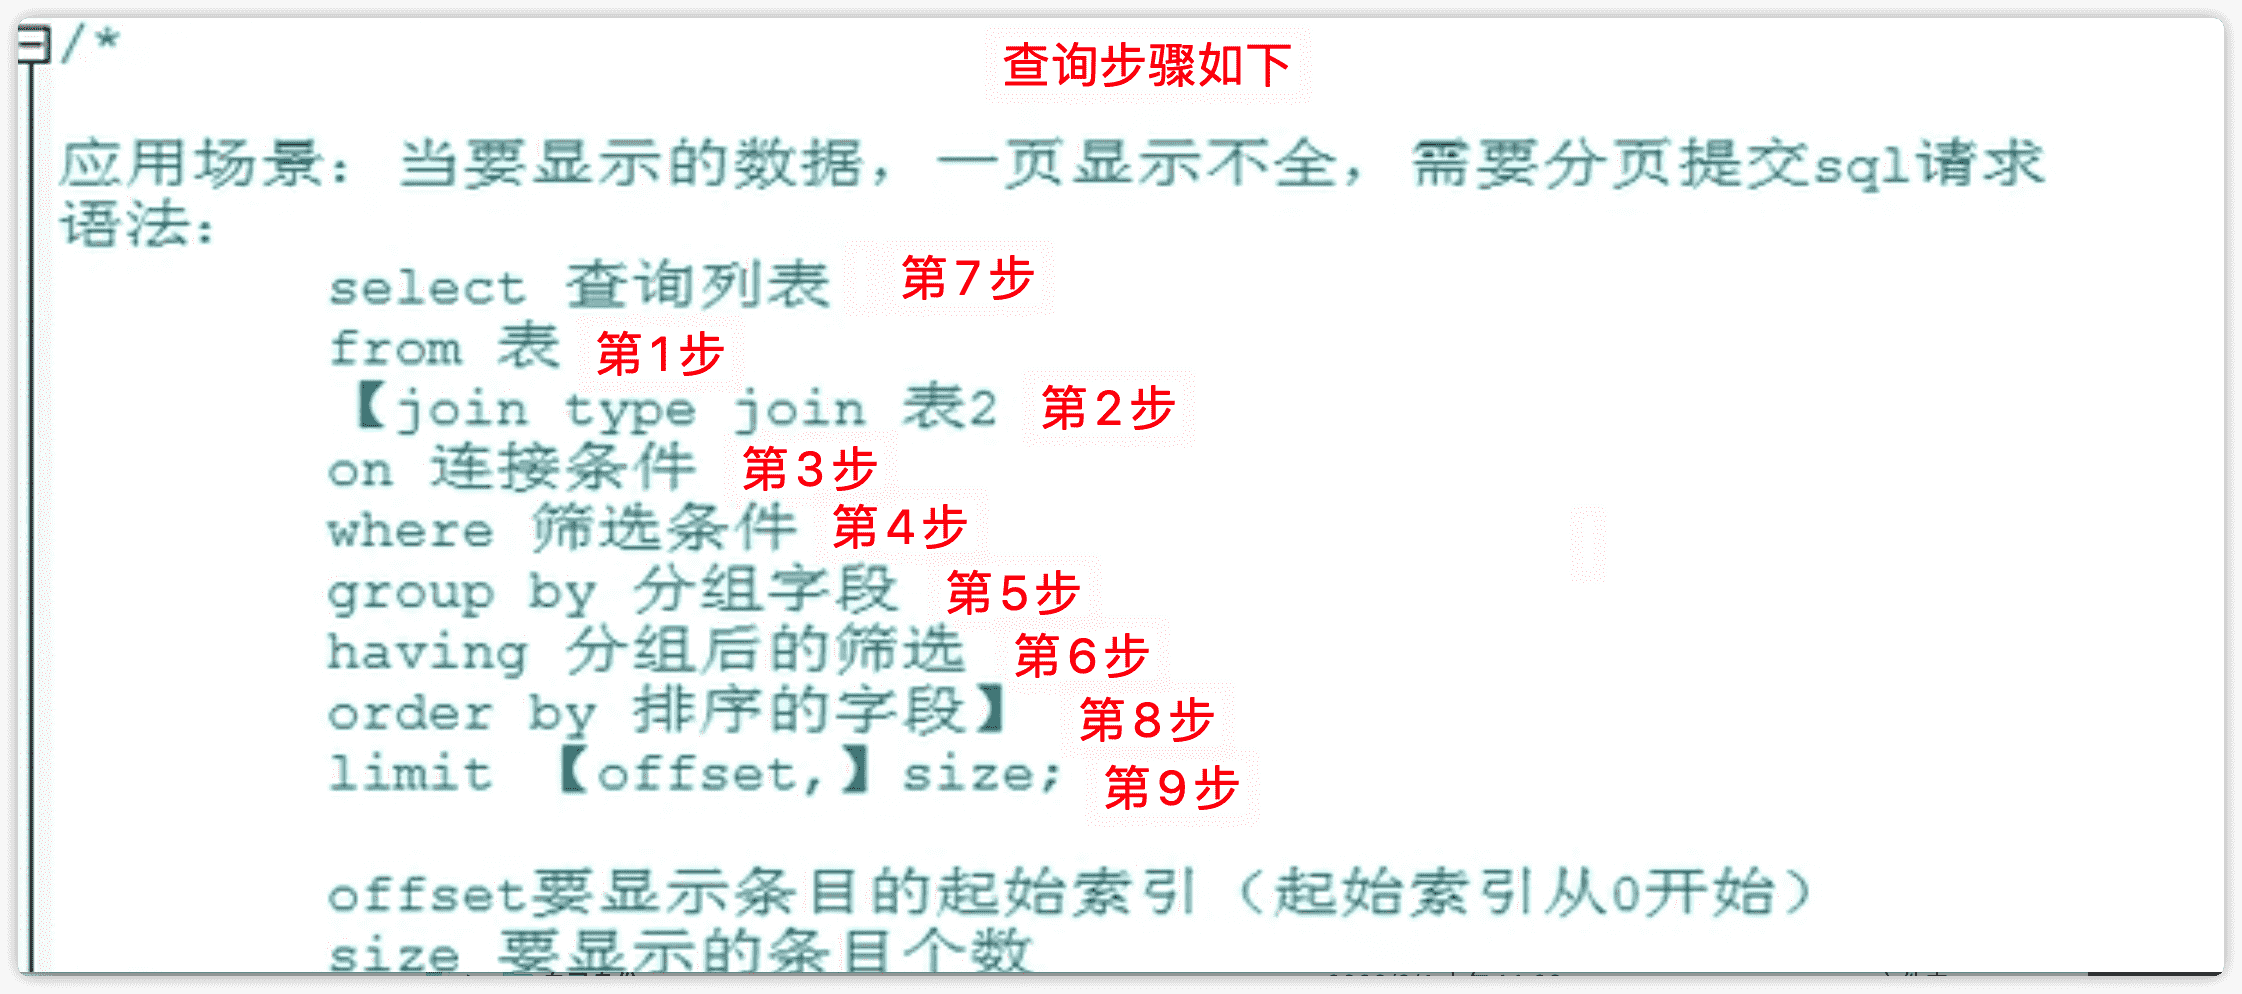 /*
查询步骤如下
应用场景：当要显示的数据，一页显示不全，需要分页提交sql请求
语法：
select 查询列表 第7步
from 表 第1步
【join type join 表2 第2步
on 连接条件 第3步
where 筛选条件 第4步
group by 分组字段 第5步
having 分组后的筛选 第6步
order by 排序的字段】 第8步
limit 【offset,】size; 第9步
offset要显示条目的起始索引（起始索引从0开始）
size 要显示的条目个数